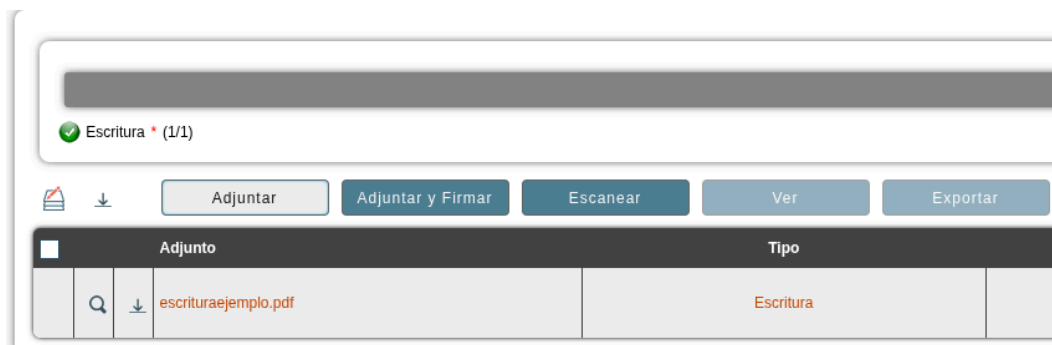 Escritura * (1/1)
Adjuntar
Adjuntar y Firmar
Escanear
Ver
Exportar
Adjunto
Tipo
escrituraejemplo.pdf
Escritura